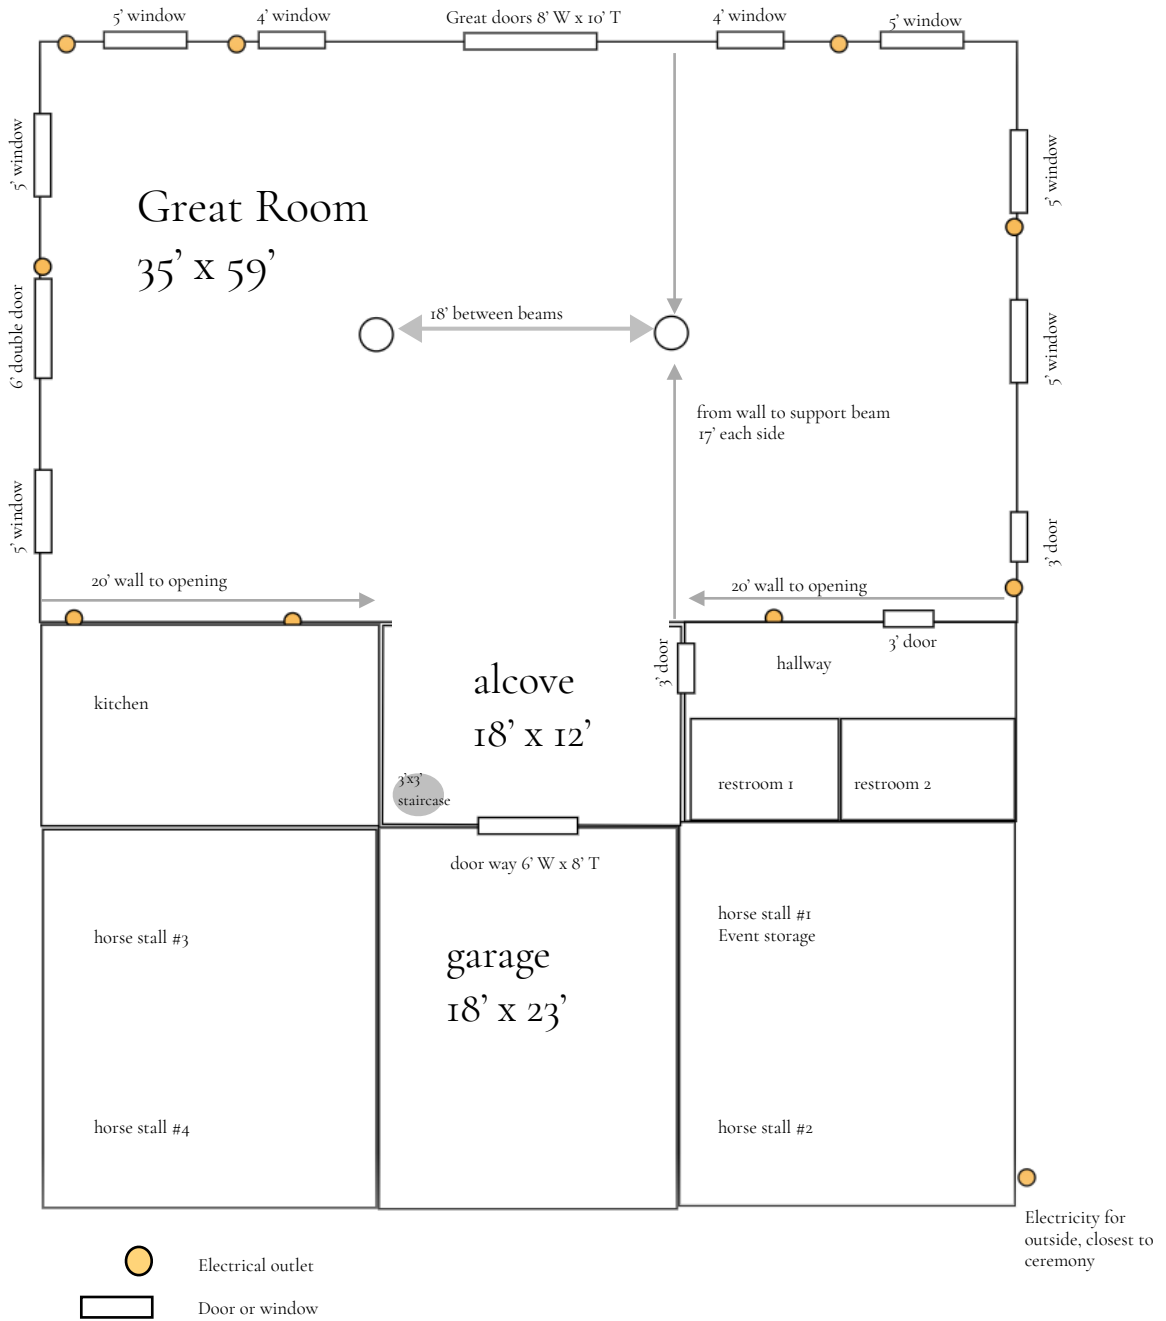 5’ window
4’ window
Great doors 8’ W x 10’ T
4’ window
5’ window
5’ window
5’ window
Great Room
35’ x 59’
6’ double door
18’ between beams
5’ window
from wall to support beam
17’ each side
5’ window
3’ door
20’ wall to opening
20’ wall to opening
3’ door
3’ door
hallway
alcove
18’ x 12’
kitchen
3’x3’
staircase
restroom 1
restroom 2
door way 6’ W x 8’ T
horse stall #1
Event storage
horse stall #3
garage
18’ x 23’
horse stall #4
horse stall #2
Electricity for
outside, closest to
ceremony
Electrical outlet
Door or window